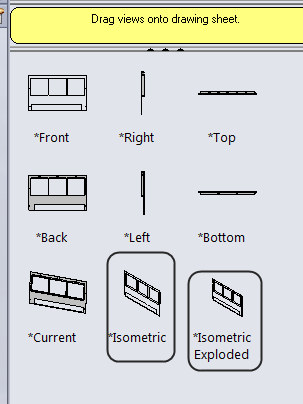 Drag views onto drawing sheet.
*Front
*Right
*Top
*Back
*Left
*Bottom
*Current
*Isometric
*Isometric
Exploded